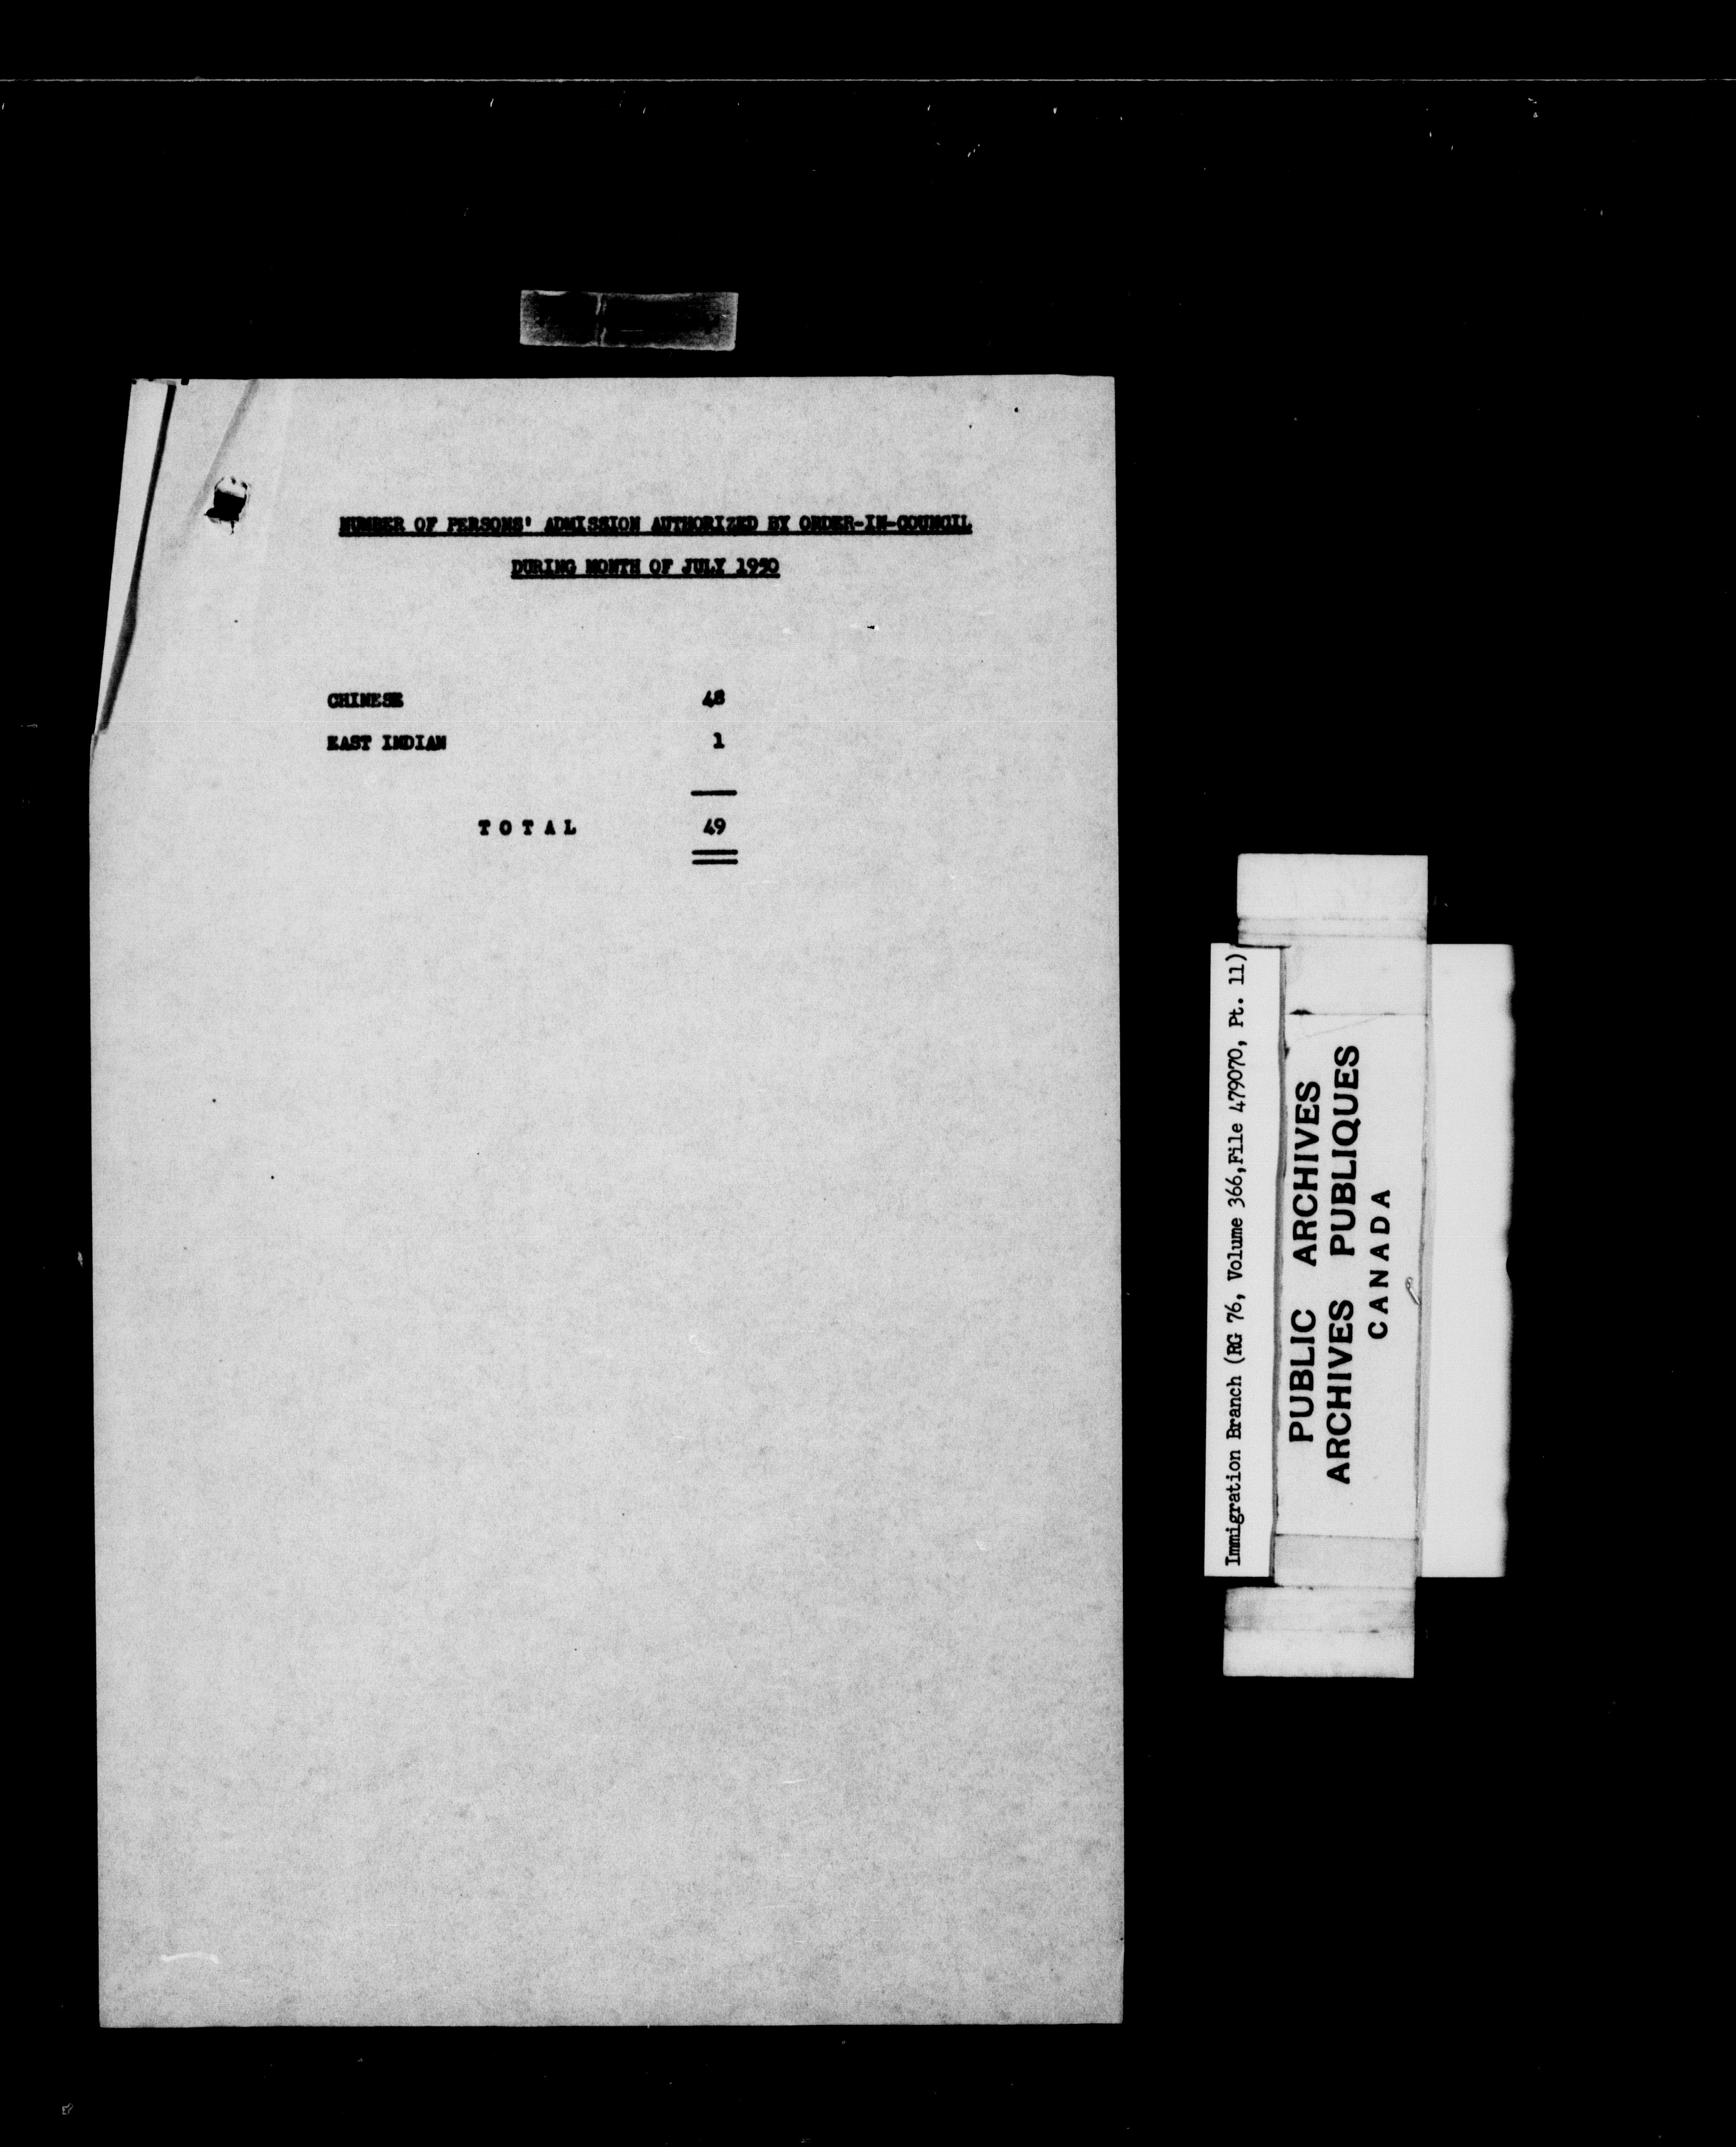 NUMBER OF PERSONS' ADMISSION AUTHORIZED BY ORDER-IN-COUNCIL
DURING MONTH OF JULY 1950
CHINESE 48
EAST INDIAN 1
T O T A L 49
Immigration Branch (RG 76, Volume 366,File 479070, Pt. 11)
PUBLIC ARCHIVES
ARCHIVES PUBLIQUES
CANADA